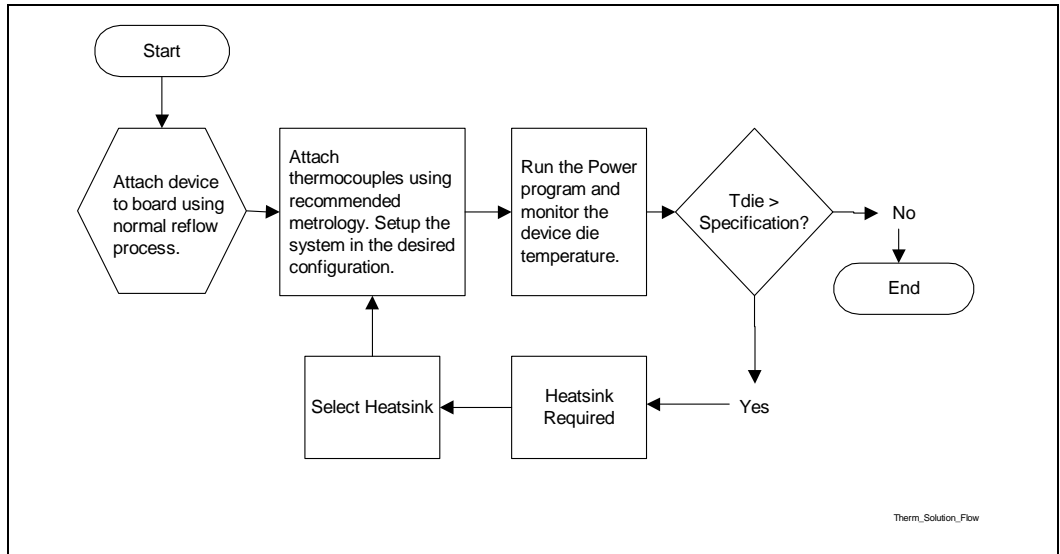 Start
Attach device
to board using
normal reflow
process.
Attach
thermocouples using
recommended
metrology. Setup the
system in the desired
configuration.
Run the Power
program and
monitor the
device die
temperature.
Tdie >
Specification?
No
End
Yes
Heatsink
Required
Select Heatsink
Therm_Solution_Flow